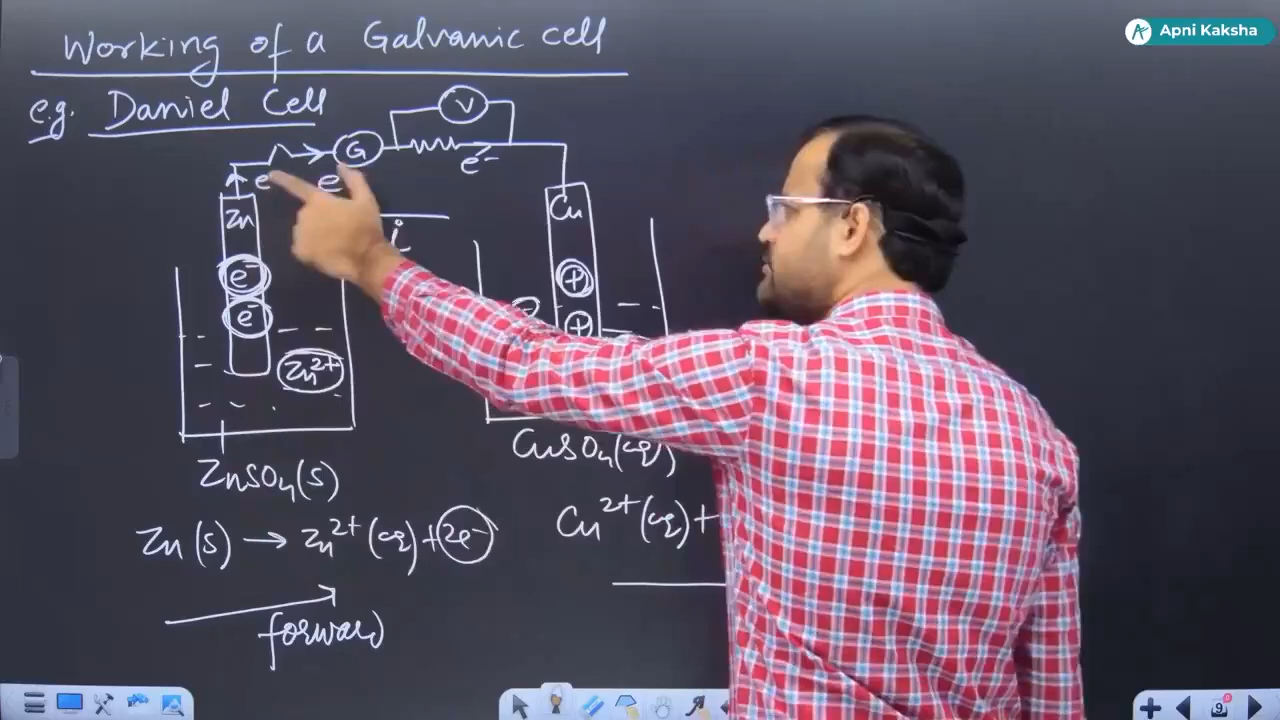 Apni Kaksha
Working of a Galvanic cell
e.g. Daniel Cell
V
G
e⁻
e
e
Zn
Cu
i
e⁻
e⁻
+
+
Zn²⁺
ZnSO₄(s)
CuSO₄(aq)
Zn(s) → Zn²⁺(aq)+2e⁻
Cu²⁺(aq)+
forward
9